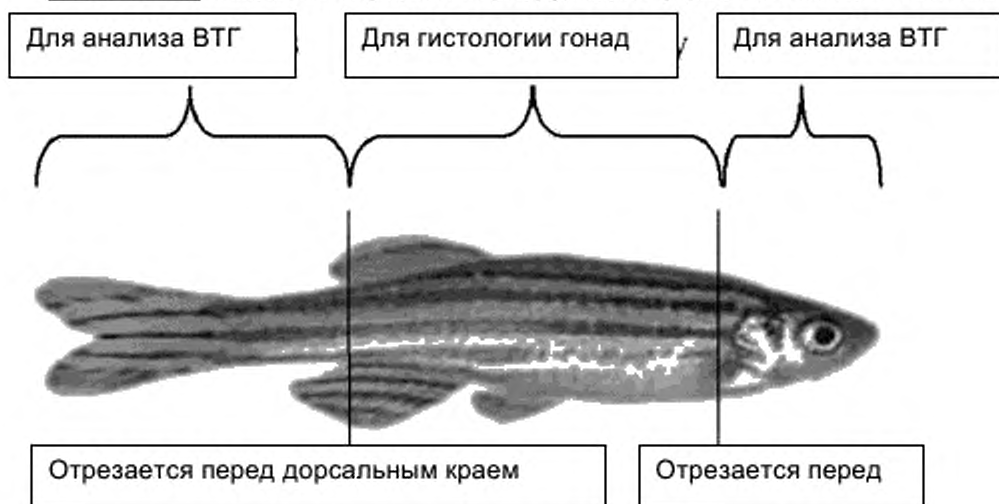 Для анализа ВТГ
Для гистологии гонад
Для анализа ВТГ
Отрезается перед дорсальным краем
Отрезается перед